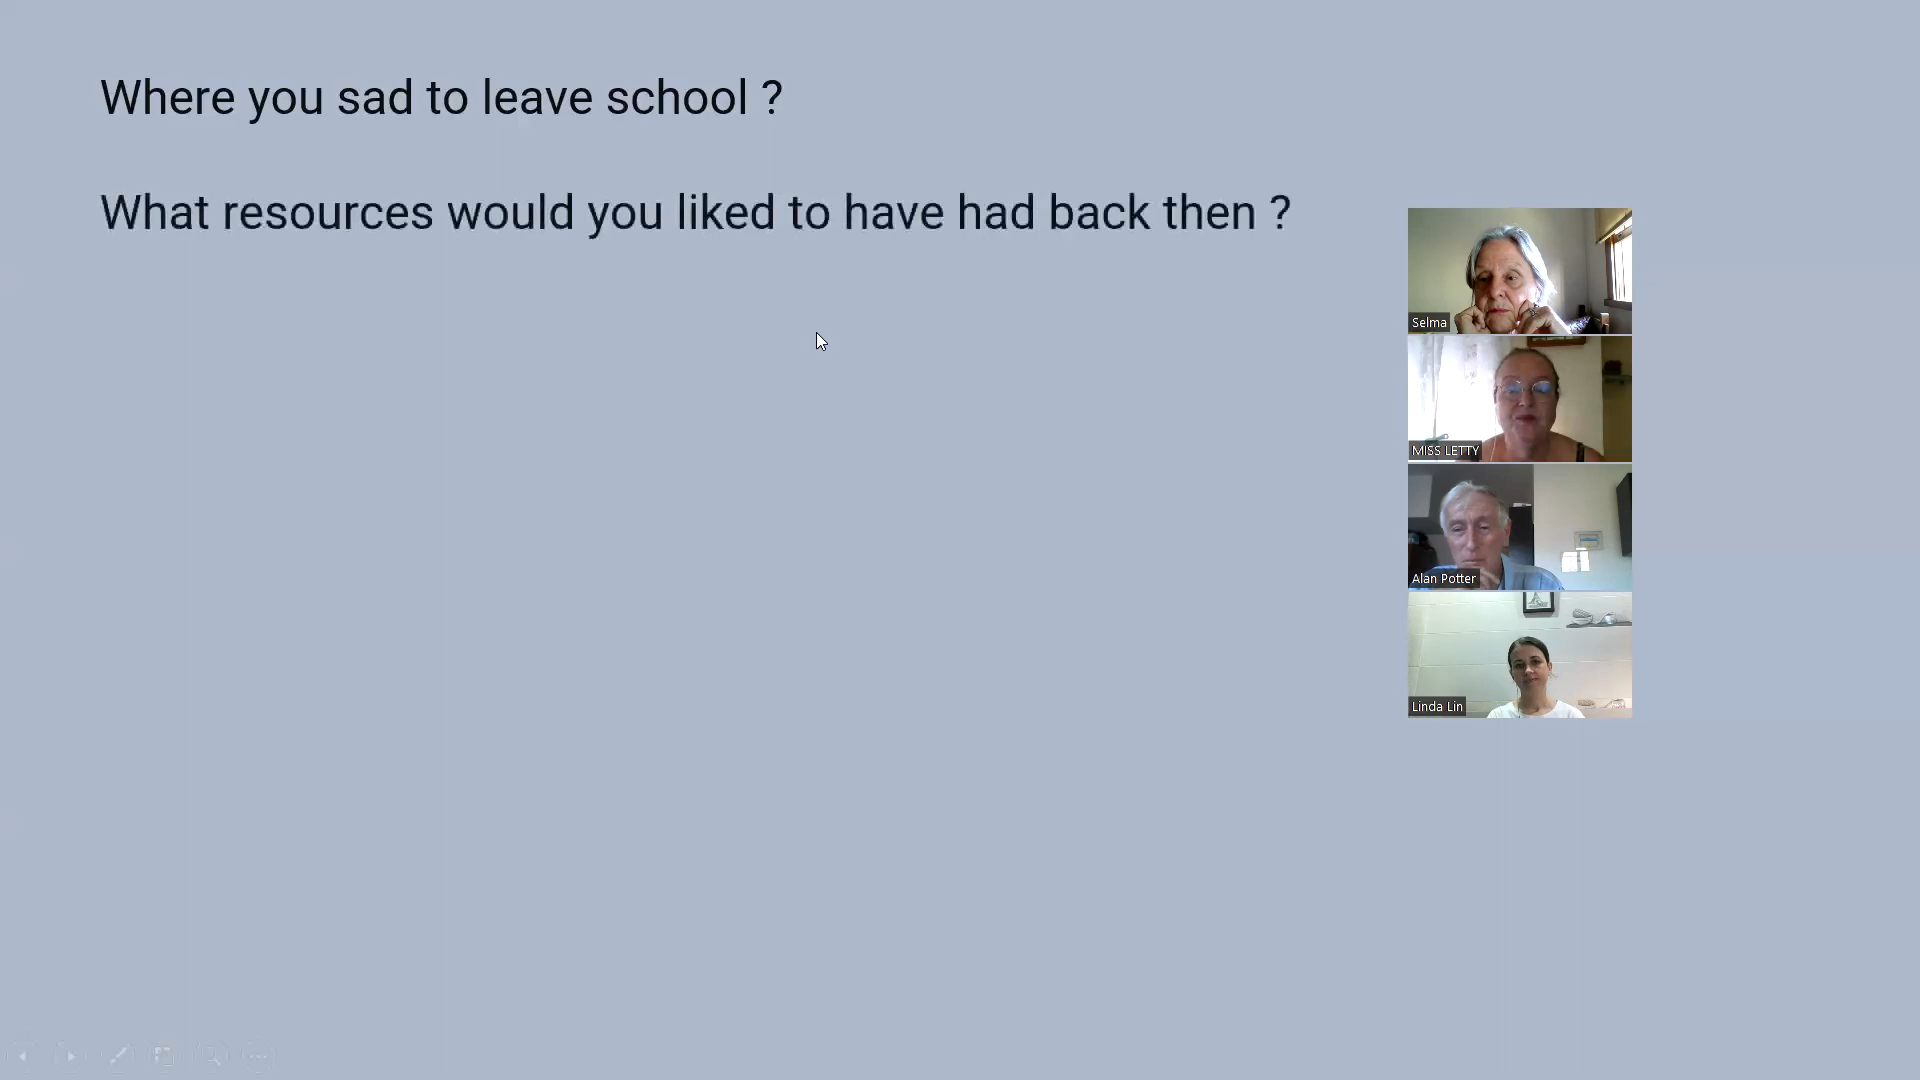 Where you sad to leave school ?
What resources would you liked to have had back then ?
Selma
MISS LETTY
Alan Potter
Linda Lin